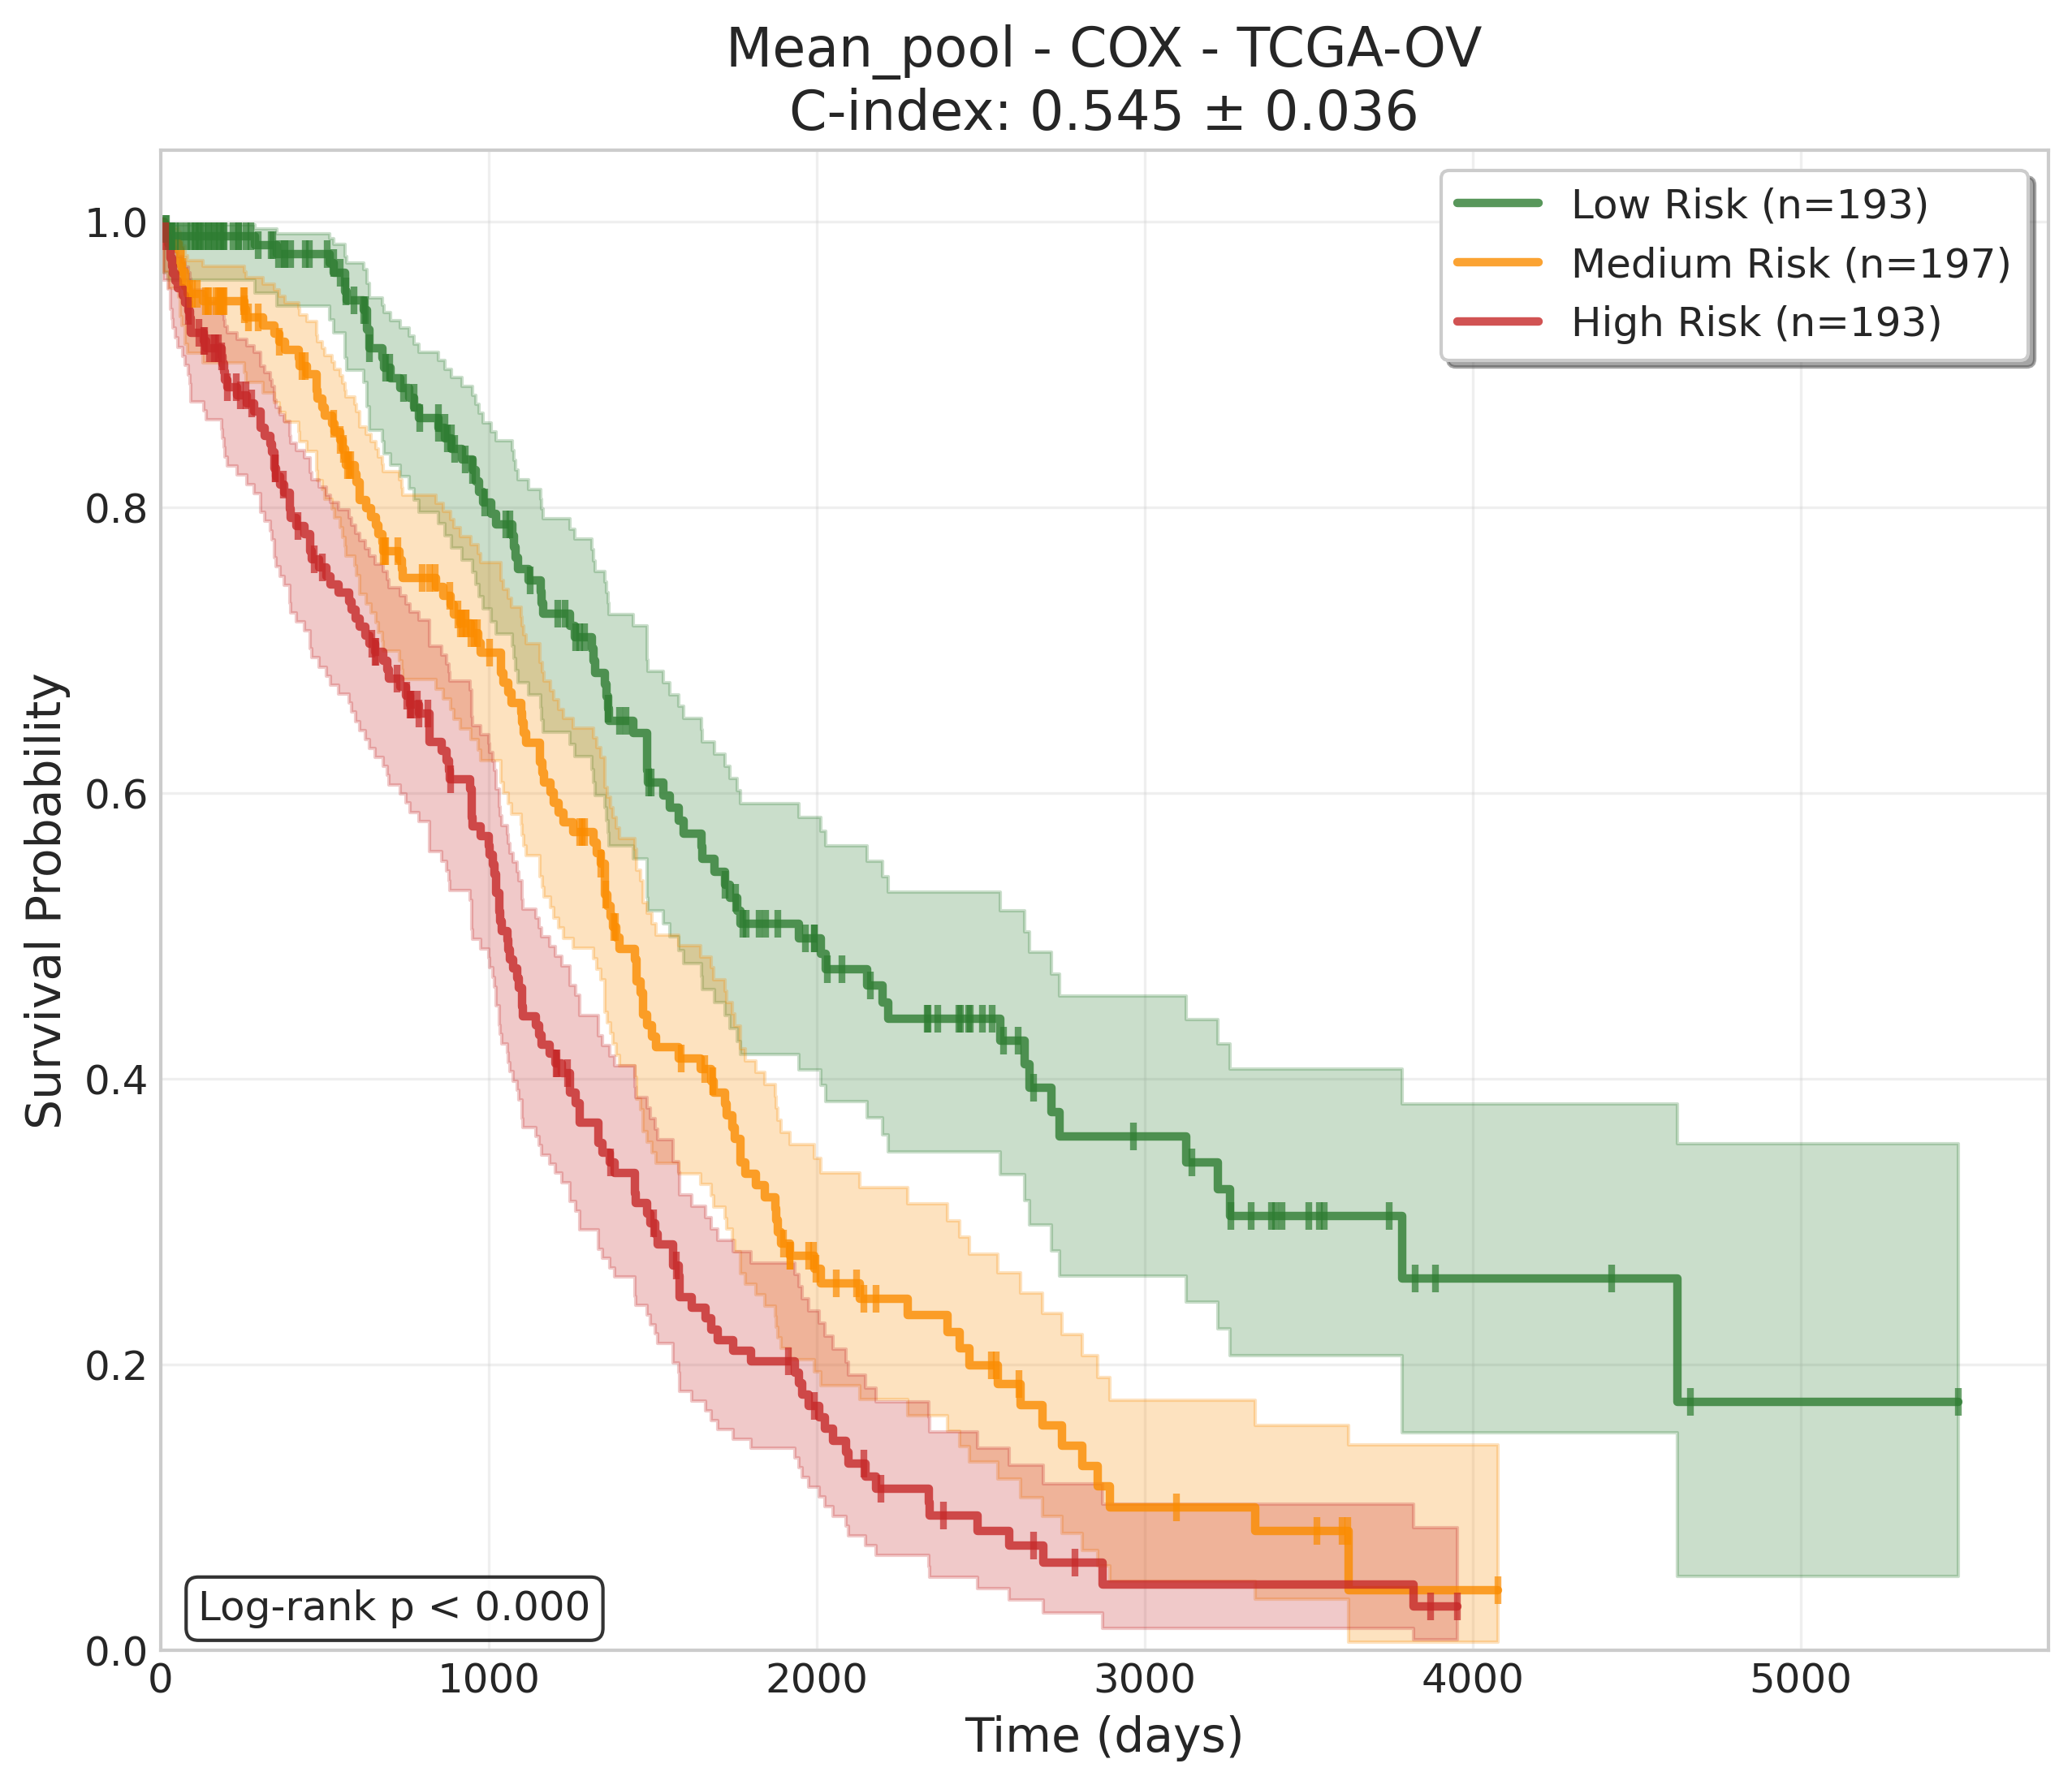 Mean_pool - COX - TCGA-OV
C-index: 0.545 ± 0.036
Low Risk (n=193)
Medium Risk (n=197)
High Risk (n=193)
Survival Probability
1.0
0.8
0.6
0.4
0.2
0.0
Log-rank p < 0.000
0 1000 2000 3000 4000 5000
Time (days)